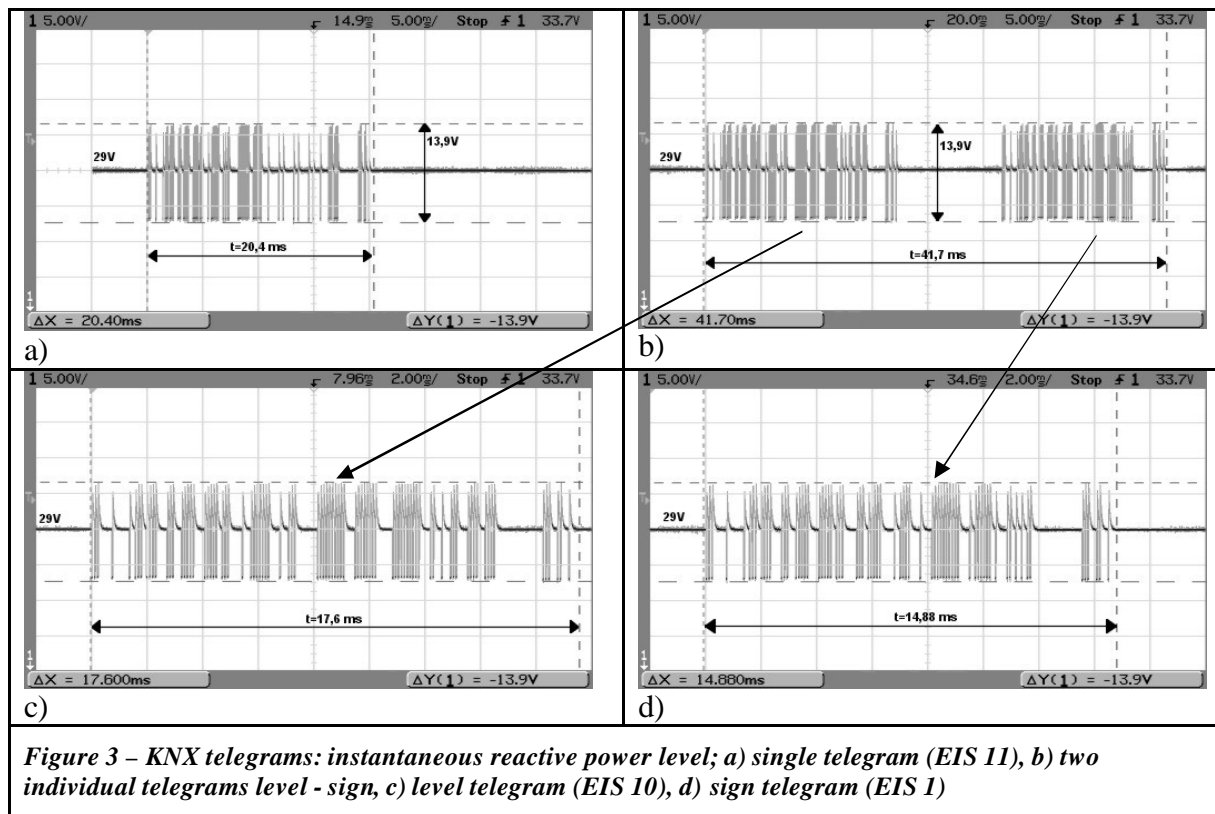 1 5.00V/ 14.9ms 5.00ms/ Stop 1 33.7V
13,9V
29V
t=20,4 ms
1
ΔX = 20.40ms ΔY(1) = -13.9V
a)
1 5.00V/ 20.0ms 5.00ms/ Stop 1 33.7V
13,9V
29V
t=41,7 ms
1
ΔX = 41.70ms ΔY(1) = -13.9V
b)
1 5.00V/ 7.96ms 2.00ms/ Stop 1 33.7V
29V
t=17,6 ms
1
ΔX = 17.600ms ΔY(1) = -13.9V
c)
1 5.00V/ 34.6ms 2.00ms/ Stop 1 33.7V
29V
t=14,88 ms
1
ΔX = 14.880ms ΔY(1) = -13.9V
d)
Figure 3 – KNX telegrams: instantaneous reactive power level; a) single telegram (EIS 11), b) two
individual telegrams level - sign, c) level telegram (EIS 10), d) sign telegram (EIS 1)